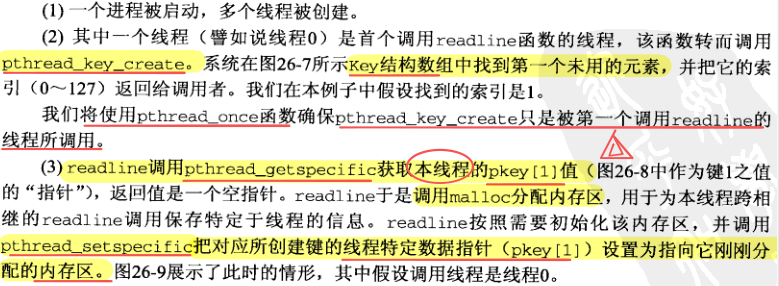 (1) 一个进程被启动，多个线程被创建。
(2) 其中一个线程（譬如说线程0）是首个调用readline函数的线程，该函数转而调用
pthread_key_create。系统在图26-7所示Key结构数组中找到第一个未用的元素，并把它的索
引（0～127）返回给调用者。我们在本例子中假设找到的索引是1。
我们将使用pthread_once函数确保pthread_key_create只是被第一个调用readline的
线程所调用。
(3) readline调用pthread_getspecific获取本线程的pkey[1]值（图26-8中作为键1之值
的“指针”），返回值是一个空指针。readline于是调用malloc分配内存区，用于为本线程跨相
继的readline调用保存特定于线程的信息。readline按照需要初始化该内存区，并调用
pthread_setspecific把对应所创建键的线程特定数据指针（pkey[1]）设置为指向它刚刚分
配的内存区。图26-9展示了此时的情形，其中假设调用线程是线程0。